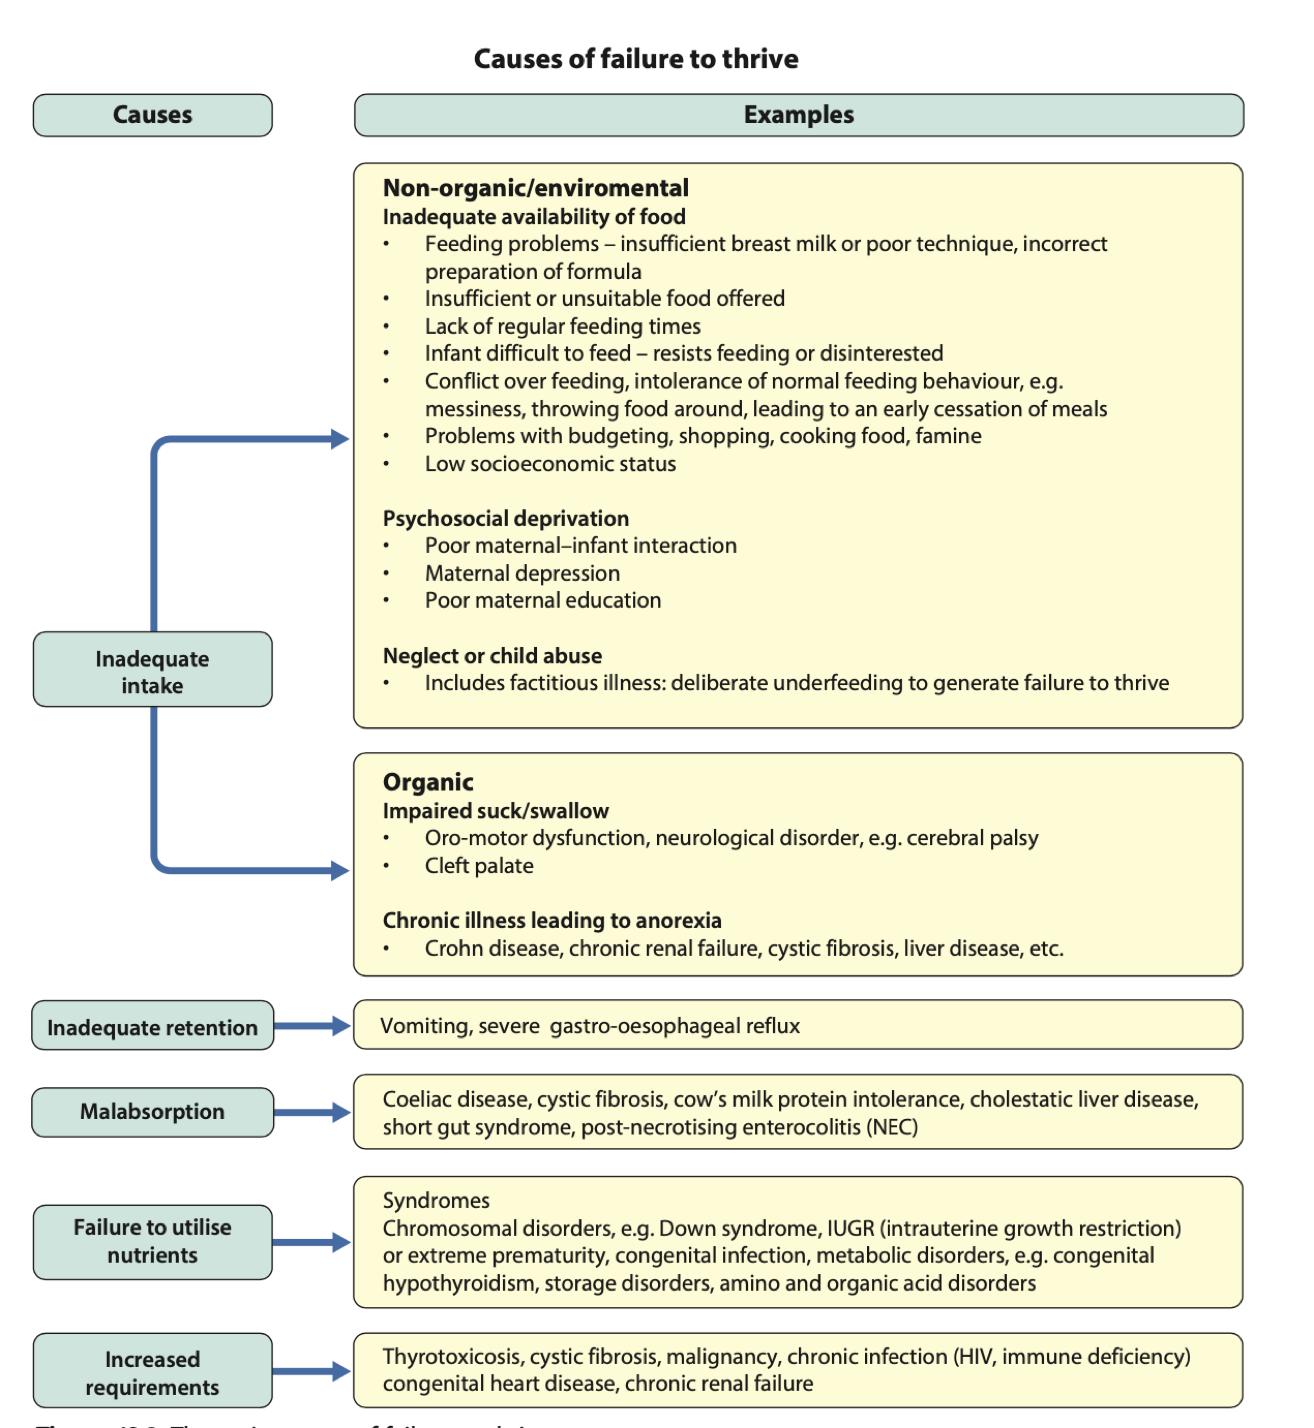 Causes of failure to thrive
Causes
Examples
Non-organic/enviromental
Inadequate availability of food
• Feeding problems – insufficient breast milk or poor technique, incorrect
preparation of formula
• Insufficient or unsuitable food offered
• Lack of regular feeding times
• Infant difficult to feed – resists feeding or disinterested
• Conflict over feeding, intolerance of normal feeding behaviour, e.g.
messiness, throwing food around, leading to an early cessation of meals
• Problems with budgeting, shopping, cooking food, famine
• Low socioeconomic status
Psychosocial deprivation
• Poor maternal–infant interaction
• Maternal depression
• Poor maternal education
Neglect or child abuse
• Includes factitious illness: deliberate underfeeding to generate failure to thrive
Inadequate
intake
Organic
Impaired suck/swallow
• Oro-motor dysfunction, neurological disorder, e.g. cerebral palsy
• Cleft palate
Chronic illness leading to anorexia
• Crohn disease, chronic renal failure, cystic fibrosis, liver disease, etc.
Inadequate retention
Vomiting, severe gastro-oesophageal reflux
Malabsorption
Coeliac disease, cystic fibrosis, cow's milk protein intolerance, cholestatic liver disease,
short gut syndrome, post-necrotising enterocolitis (NEC)
Failure to utilise
nutrients
Syndromes
Chromosomal disorders, e.g. Down syndrome, IUGR (intrauterine growth restriction)
or extreme prematurity, congenital infection, metabolic disorders, e.g. congenital
hypothyroidism, storage disorders, amino and organic acid disorders
Increased
requirements
Thyrotoxicosis, cystic fibrosis, malignancy, chronic infection (HIV, immune deficiency)
congenital heart disease, chronic renal failure